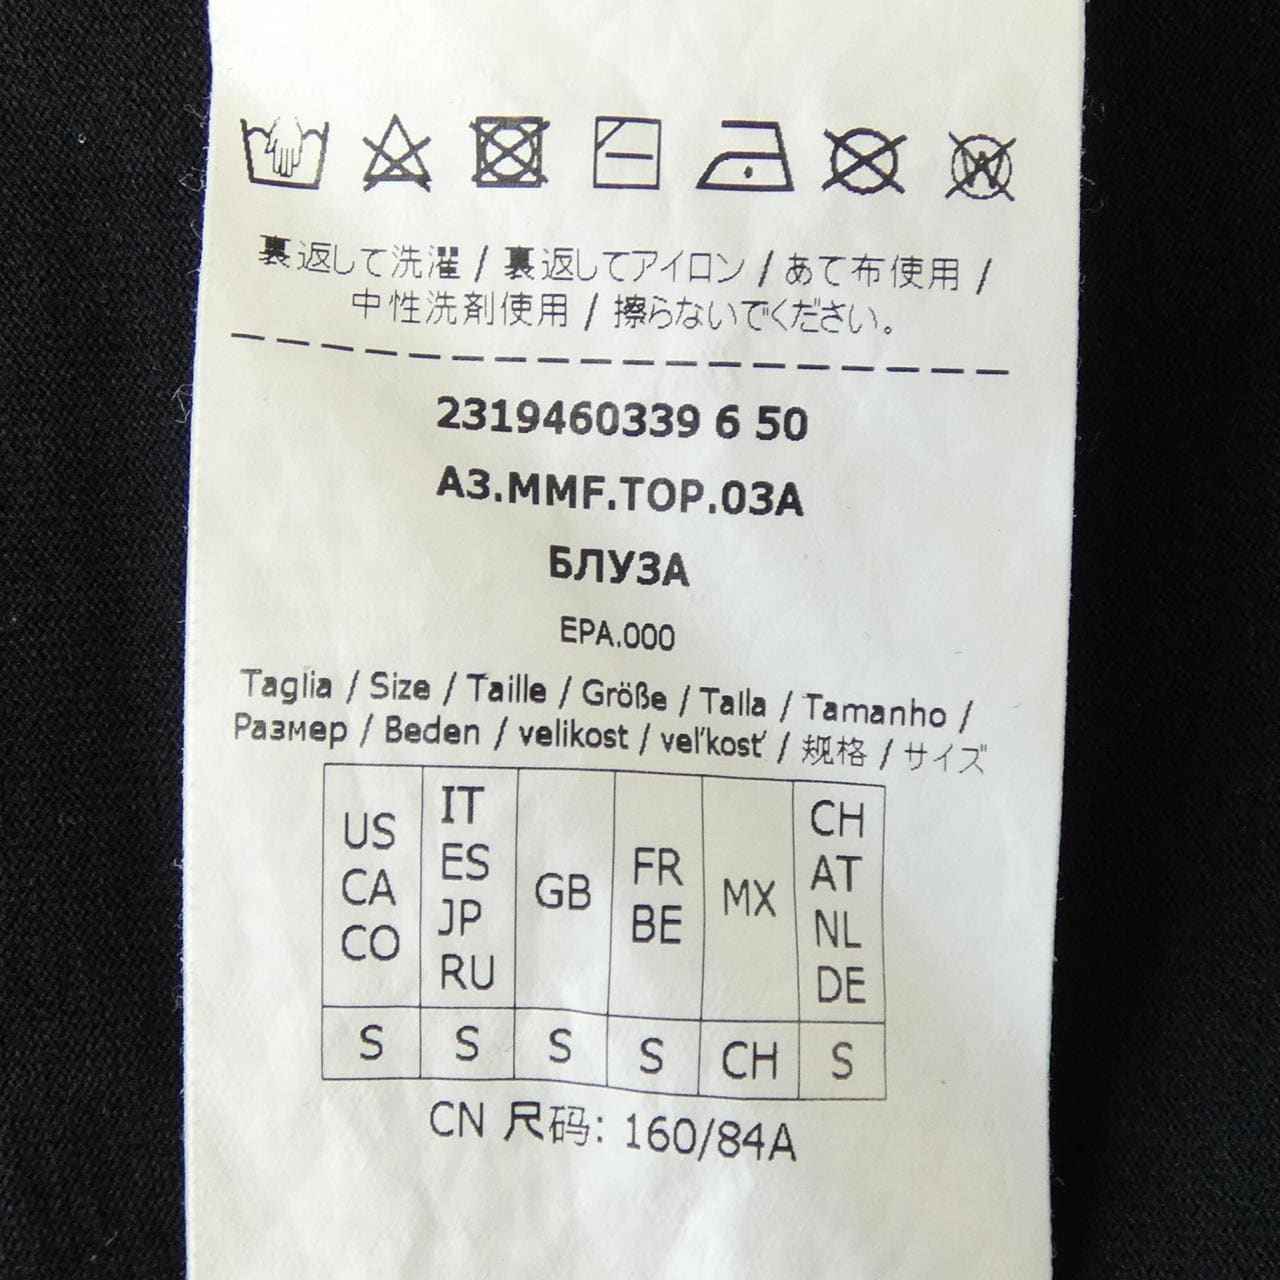 裏返して洗濯 / 裏返してアイロン / あて布使用 /
中性洗剤使用 / 擦らないでください。
2319460339 6 50
A3.MMF.TOP.03A
БЛУЗА
EPA.000
Taglia / Size / Taille / Größe / Talla / Tamanho /
Размер / Beden / velikost / veľkosť / 规格 / サイズ
US CA CO IT ES JP RU GB FR BE MX CH AT NL DE
S S S S CH S
CN 尺码: 160/84A